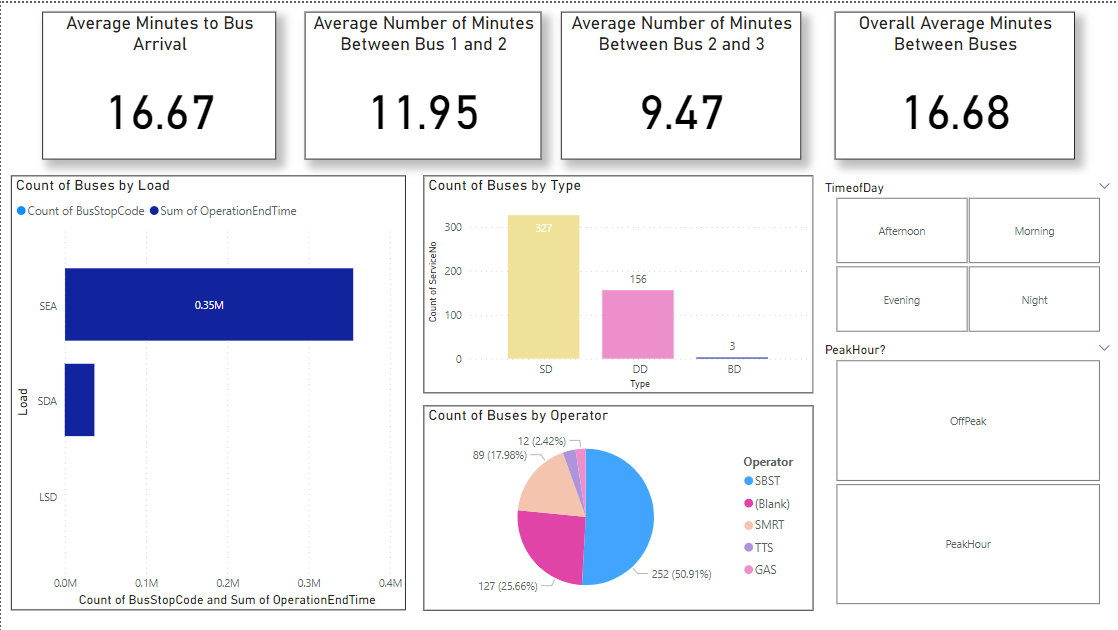 Average Minutes to Bus
Arrival
16.67
Average Number of Minutes
Between Bus 1 and 2
11.95
Average Number of Minutes
Between Bus 2 and 3
9.47
Overall Average Minutes
Between Buses
16.68
Count of Buses by Load
Count of BusStopCode Sum of OperationEndTime
Load
SEA
0.35M
SDA
LSD
0.0M 0.1M 0.2M 0.3M 0.4M
Count of BusStopCode and Sum of OperationEndTime
Count of Buses by Type
Count of ServiceNo
300
200
100
0
327
156
3
SD DD BD
Type
Count of Buses by Operator
12 (2.42%)
89 (17.98%)
127 (25.66%)
252 (50.91%)
Operator
SBST
(Blank)
SMRT
TTS
GAS
TimeofDay
Afternoon Morning
Evening Night
PeakHour?
OffPeak
PeakHour